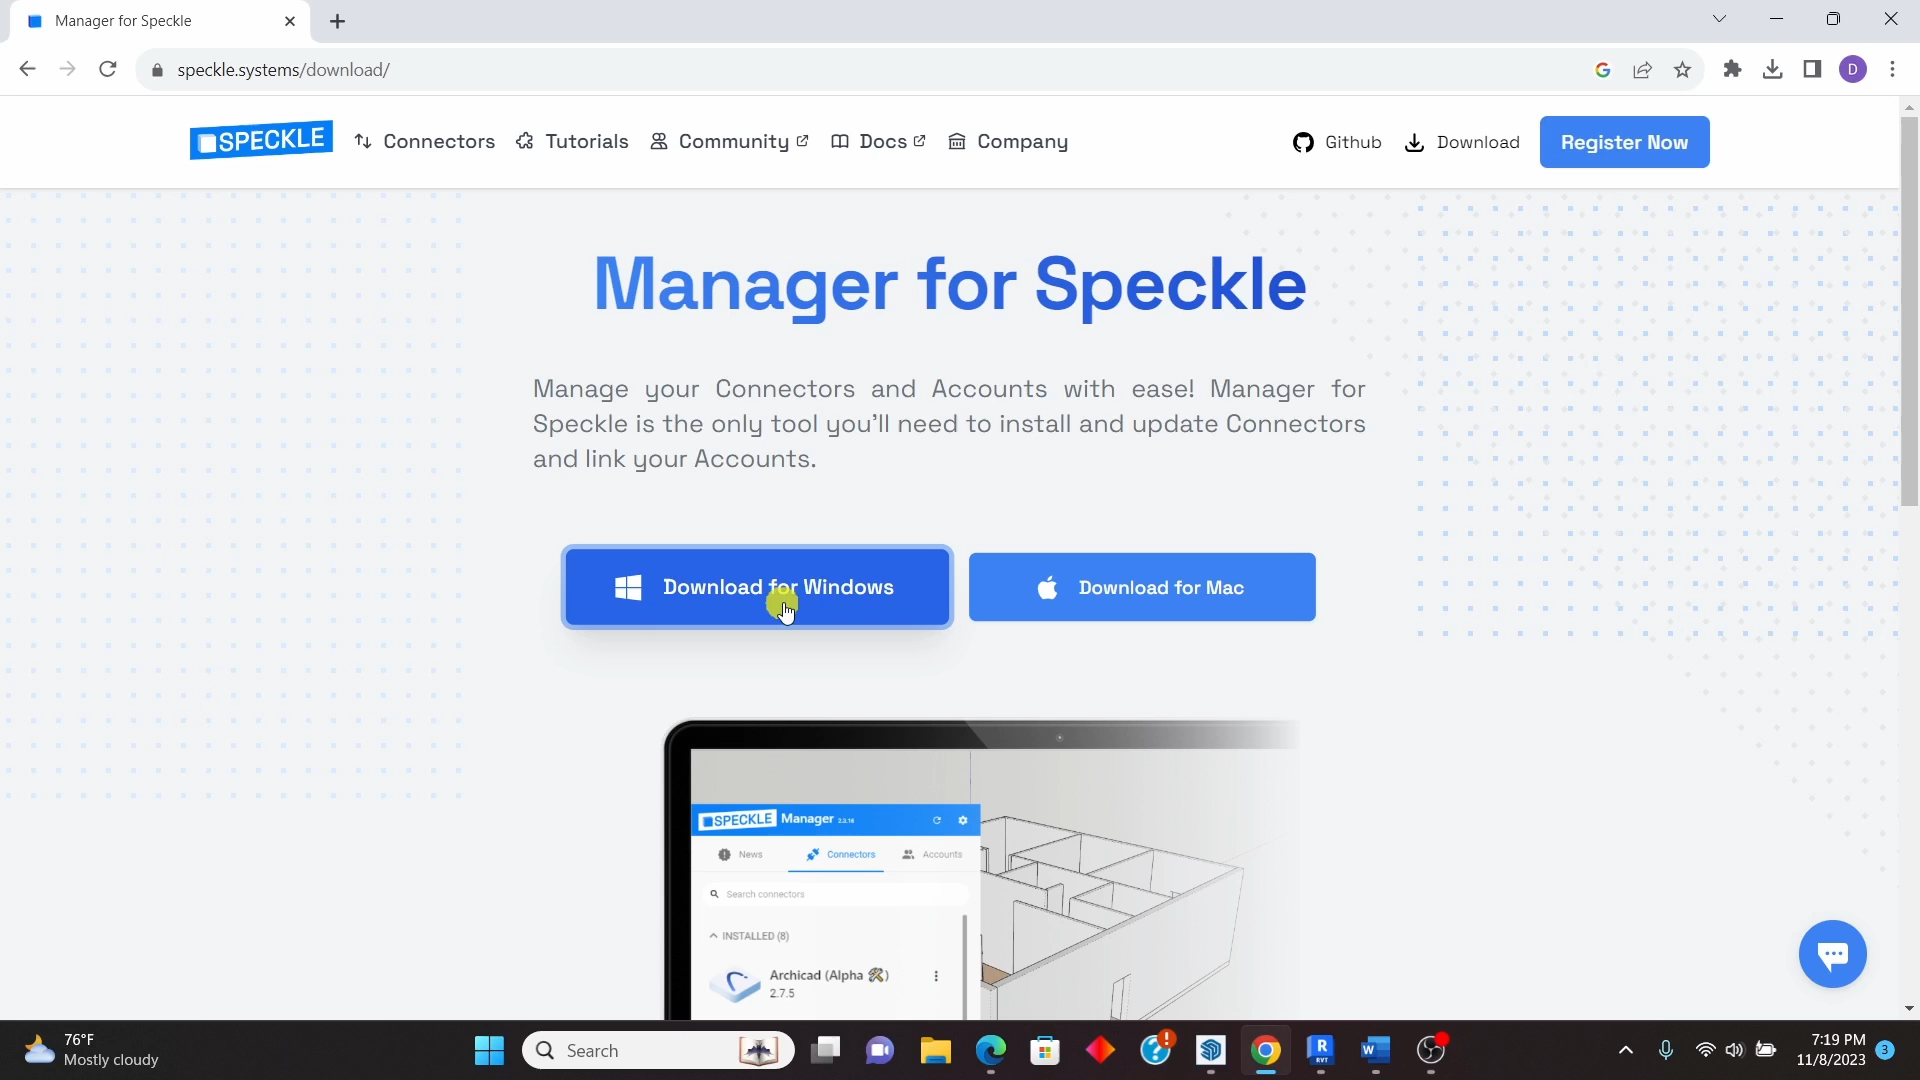 Manager for Speckle
speckle.systems/download/
D
SPECKLE
Connectors
Tutorials
Community
Docs
Company
Github
Download
Register Now
Manager for Speckle
Manage your Connectors and Accounts with ease! Manager for
Speckle is the only tool you'll need to install and update Connectors
and link your Accounts.
Download for Windows
Download for Mac
SPECKLE Manager
News
Connectors
Accounts
Search connectors
INSTALLED (8)
Archicad (Alpha 🛠)
2.7.5
76°F
Mostly cloudy
Search
R
RVT
W
7:19 PM
11/8/2023
3